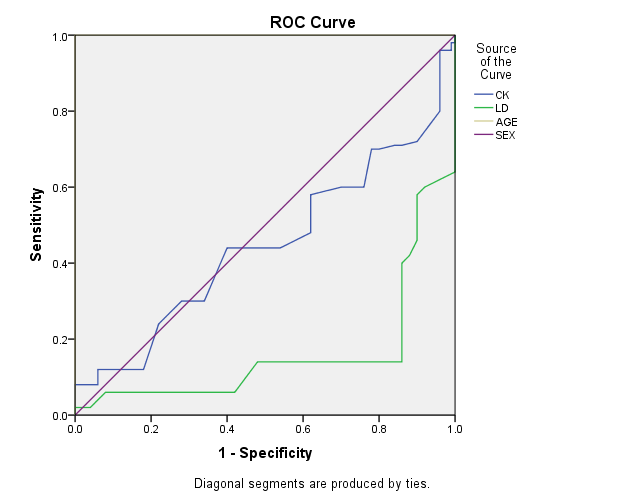 ROC Curve
Source
of the
Curve
CK
LD
AGE
SEX
Sensitivity
1.0
0.8
0.6
0.4
0.2
0.0
0.0 0.2 0.4 0.6 0.8 1.0
1 - Specificity
Diagonal segments are produced by ties.